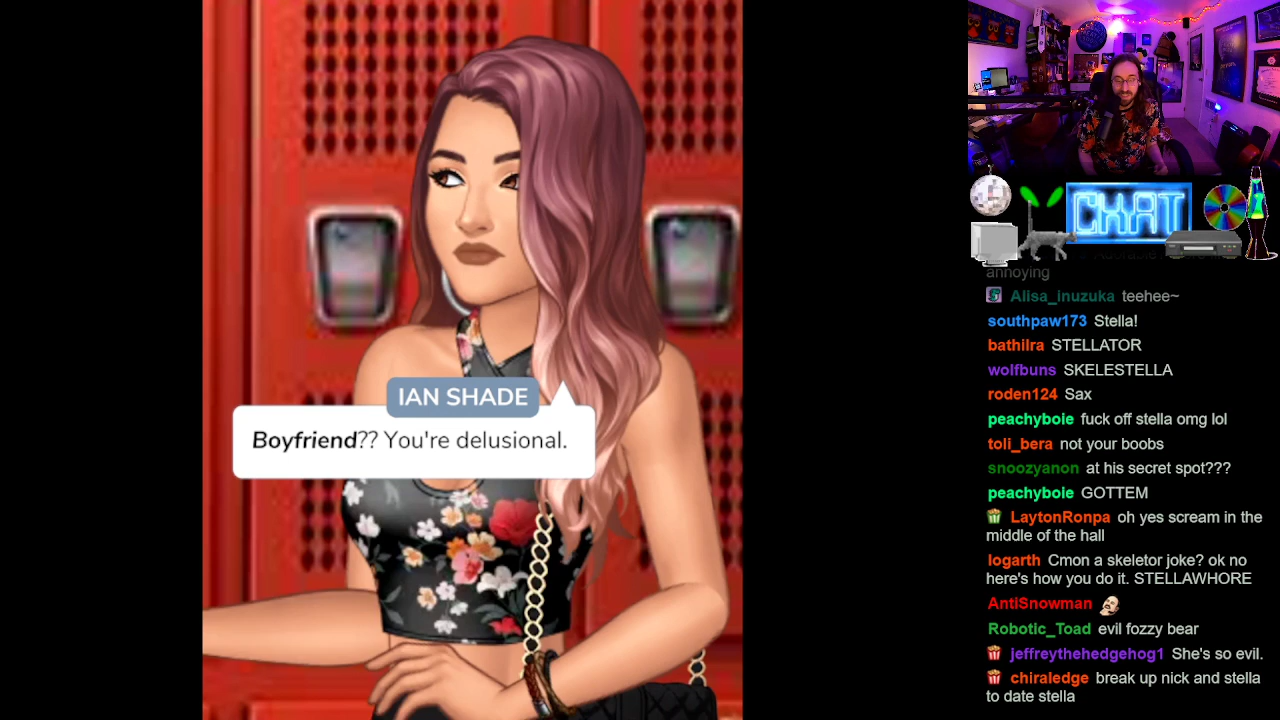 IAN SHADE
Boyfriend?? You're delusional.
CHAT
annoying
Alisa_inuzuka teehee~
southpaw173 Stella!
bathilra STELLATOR
wolfbuns SKELESTELLA
roden124 Sax
peachyboie fuck off stella omg lol
toli_bera not your boobs
snoozyanon at his secret spot???
peachyboie GOTTEM
LaytonRonpa oh yes scream in the
middle of the hall
logarth Cmon a skeletor joke? ok no
here's how you do it. STELLAWHORE
AntiSnowman
Robotic_Toad evil fozzy bear
jeffreythehedgehog1 She's so evil.
chiraledge break up nick and stella
to date stella